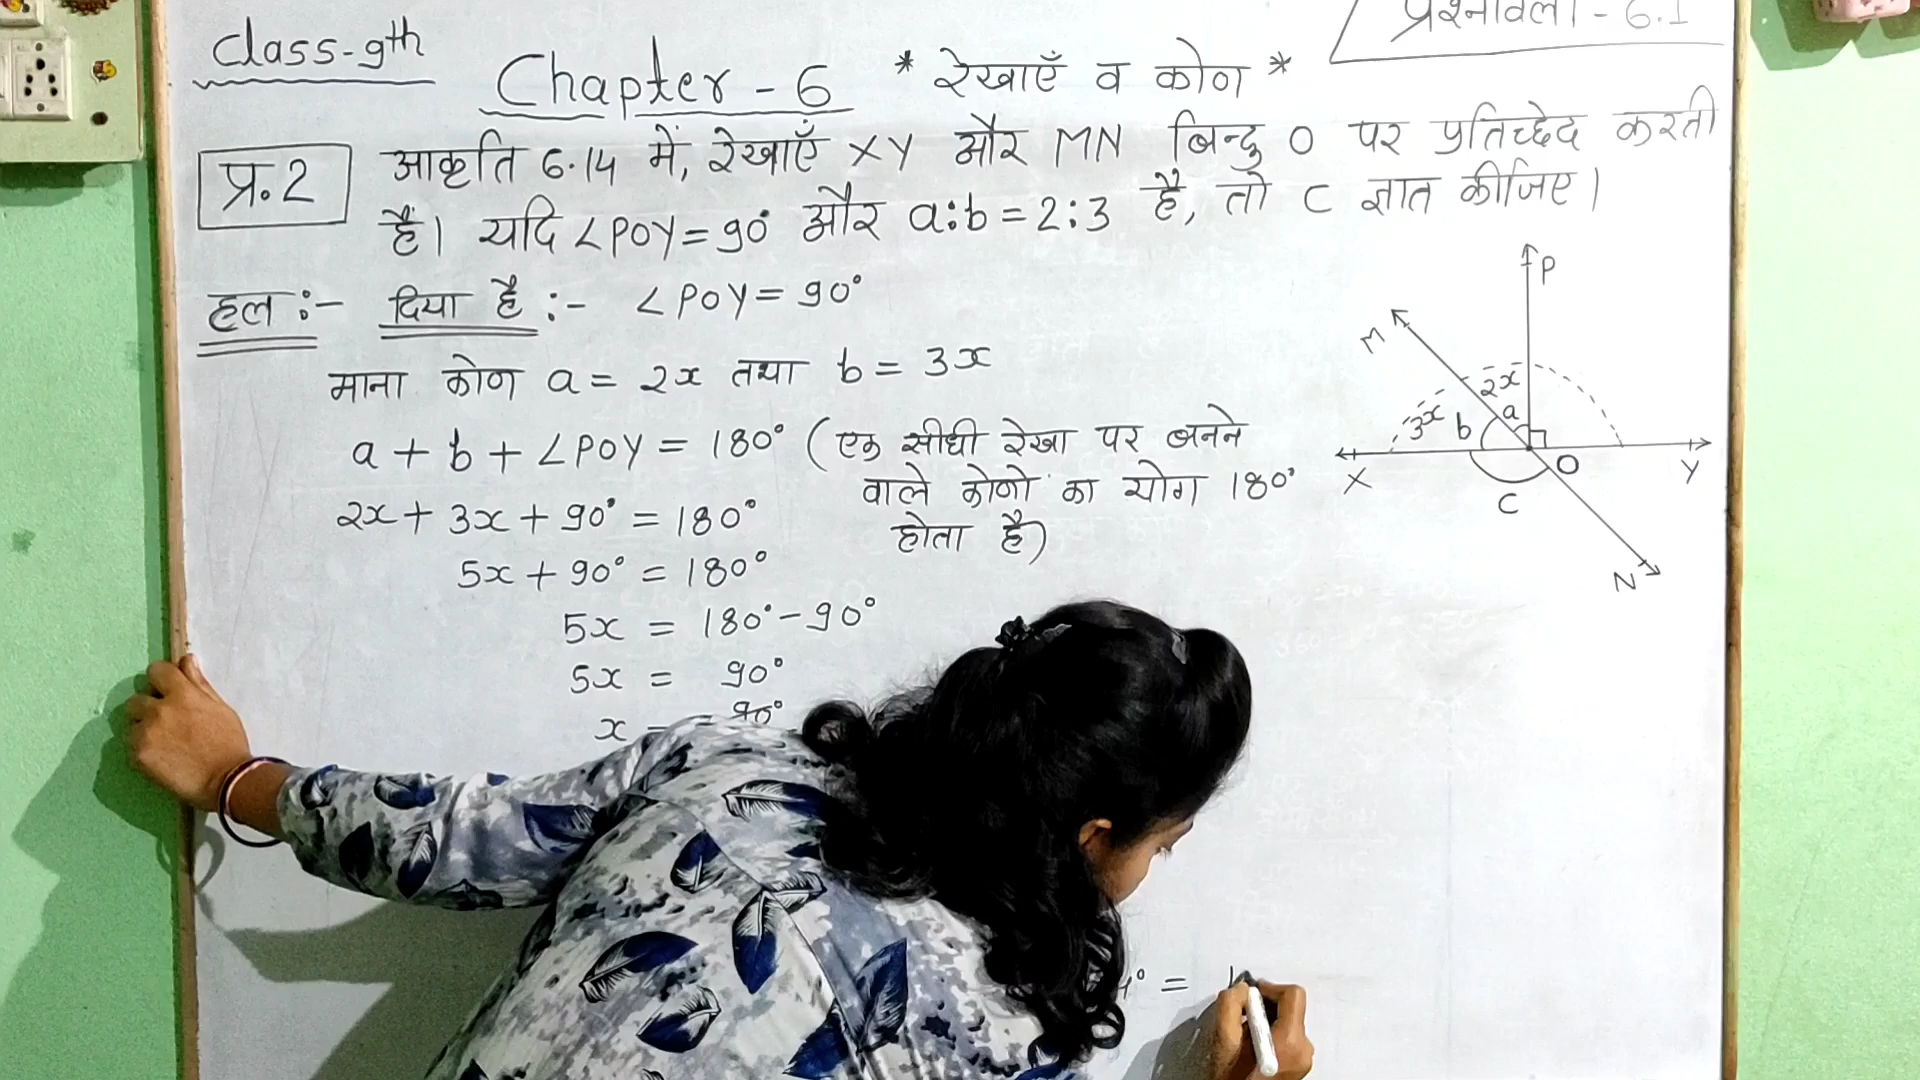 प्रश्नावली - 6.1
Class-9th
Chapter - 6 * रेखाएँ व कोण *
प्र.2 आकृति 6.14 में, रेखाएँ XY और MN बिन्दु O पर प्रतिच्छेद करती
हैं। यदि ∠POY = 90° और a:b = 2:3 है, तो C ज्ञात कीजिए।
हल :- दिया है :- ∠POY = 90°
माना कोण a = 2x तथा b = 3x
a + b + ∠POY = 180° (एक सीधी रेखा पर बनने
वाले कोणों का योग 180°
होता है)
2x + 3x + 90° = 180°
5x + 90° = 180°
5x = 180° - 90°
5x = 90°
x = 90°
4° =
P
M
2x
a
3x b
X O Y
C
N